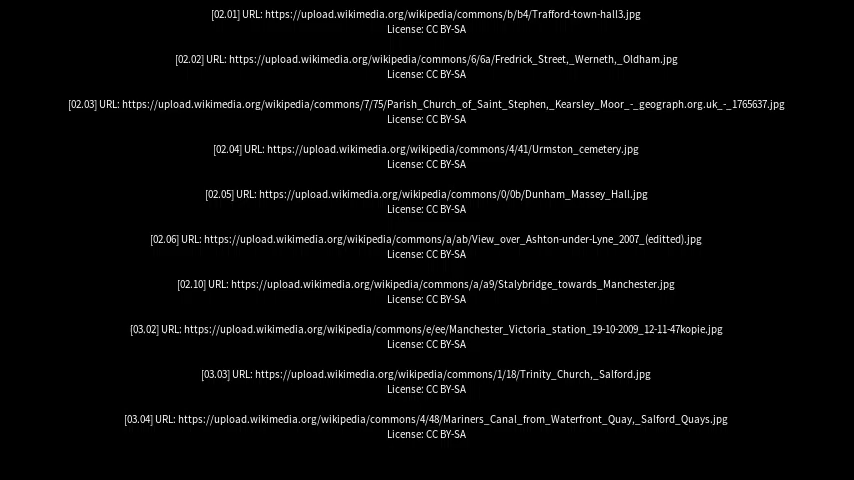 [02.01] URL: https://upload.wikimedia.org/wikipedia/commons/b/b4/Trafford-town-hall3.jpg
License: CC BY-SA
[02.02] URL: https://upload.wikimedia.org/wikipedia/commons/6/6a/Fredrick_Street,_Werneth,_Oldham.jpg
License: CC BY-SA
[02.03] URL: https://upload.wikimedia.org/wikipedia/commons/7/75/Parish_Church_of_Saint_Stephen,_Kearsley_Moor_-_geograph.org.uk_-_1765637.jpg
License: CC BY-SA
[02.04] URL: https://upload.wikimedia.org/wikipedia/commons/4/41/Urmston_cemetery.jpg
License: CC BY-SA
[02.05] URL: https://upload.wikimedia.org/wikipedia/commons/0/0b/Dunham_Massey_Hall.jpg
License: CC BY-SA
[02.06] URL: https://upload.wikimedia.org/wikipedia/commons/a/ab/View_over_Ashton-under-Lyne_2007_(editted).jpg
License: CC BY-SA
[02.10] URL: https://upload.wikimedia.org/wikipedia/commons/a/a9/Stalybridge_towards_Manchester.jpg
License: CC BY-SA
[03.02] URL: https://upload.wikimedia.org/wikipedia/commons/e/ee/Manchester_Victoria_station_19-10-2009_12-11-47kopie.jpg
License: CC BY-SA
[03.03] URL: https://upload.wikimedia.org/wikipedia/commons/1/18/Trinity_Church,_Salford.jpg
License: CC BY-SA
[03.04] URL: https://upload.wikimedia.org/wikipedia/commons/4/48/Mariners_Canal_from_Waterfront_Quay,_Salford_Quays.jpg
License: CC BY-SA